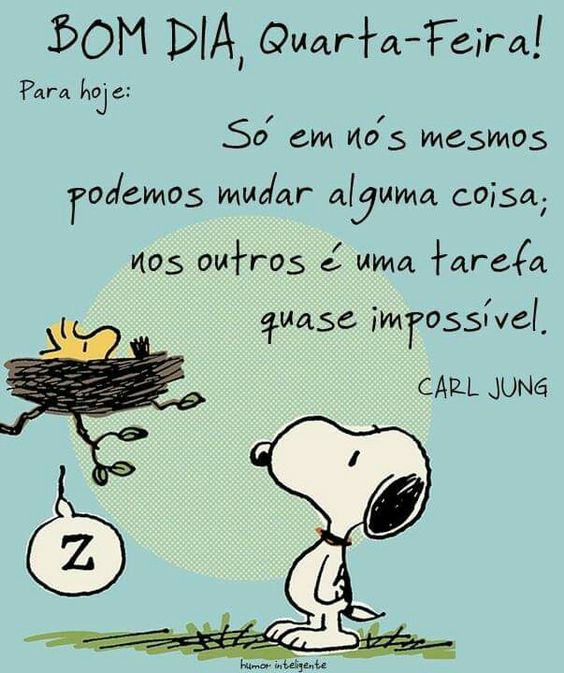 BOM DIA, Quarta-Feira!
Para hoje:
Só em nós mesmos
podemos mudar alguma coisa;
nos outros é uma tarefa
quase impossível.
CARL JUNG
Z
humor inteligente